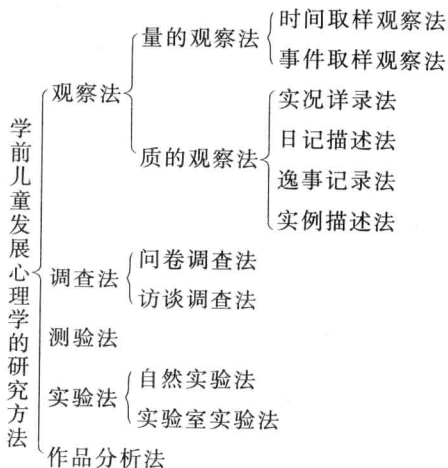 学前儿童发展心理学的研究方法
观察法
量的观察法
时间取样观察法
事件取样观察法
质的观察法
实况详录法
日记描述法
逸事记录法
实例描述法
调查法
问卷调查法
访谈调查法
测验法
实验法
自然实验法
实验室实验法
作品分析法